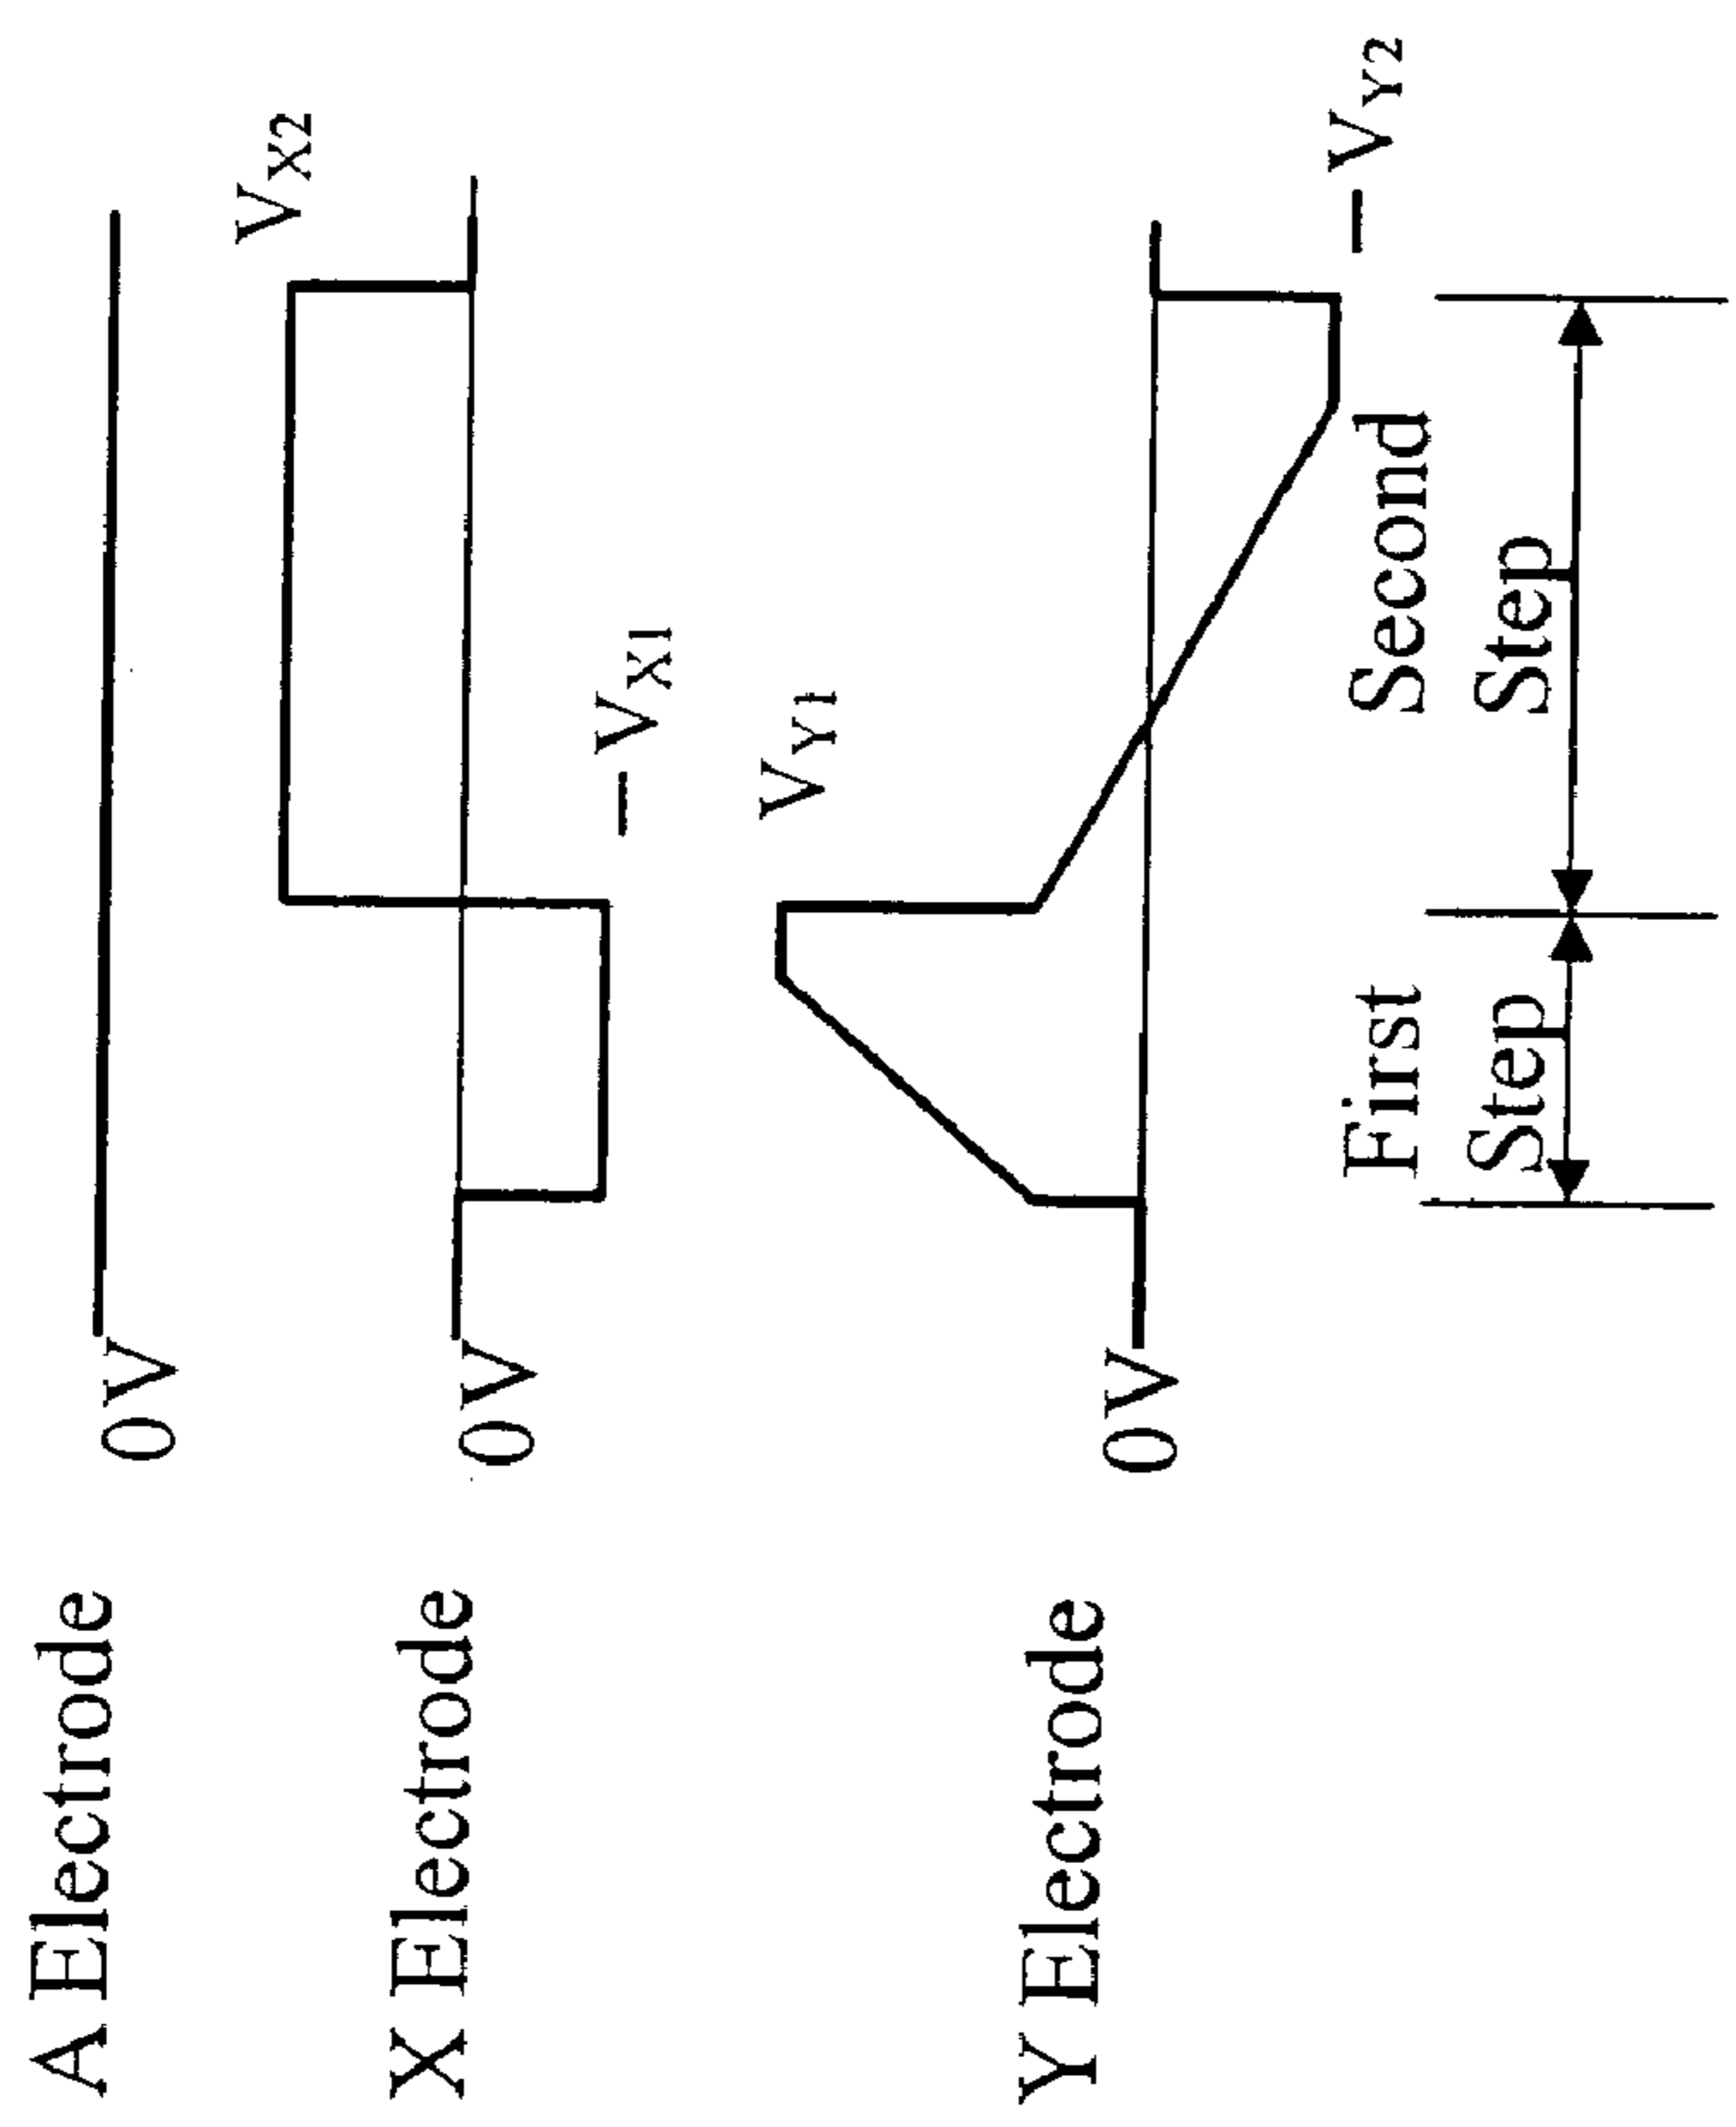 A Electrode
0V
V_X2
X Electrode
0V
−V_X1
V_Y1
Y Electrode
0V
−V_Y2
First
Step
Second
Step